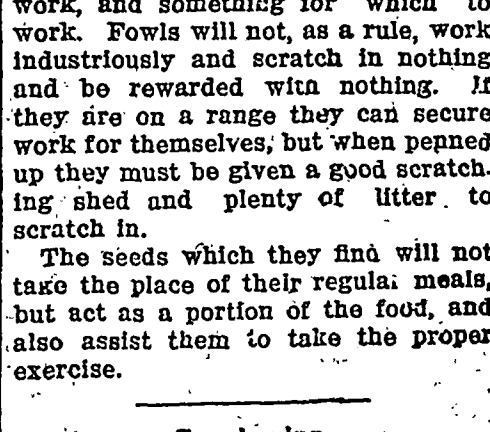 work, and something for which to
work. Fowls will not, as a rule, work
industriously and scratch in nothing
and be rewarded with nothing. If
they are on a range they can secure
work for themselves, but when penned
up they must be given a good scratch-
ing shed and plenty of litter to
scratch in.
The seeds which they find will not
take the place of their regular meals,
but act as a portion of the food, and
also assist them to take the proper
exercise.